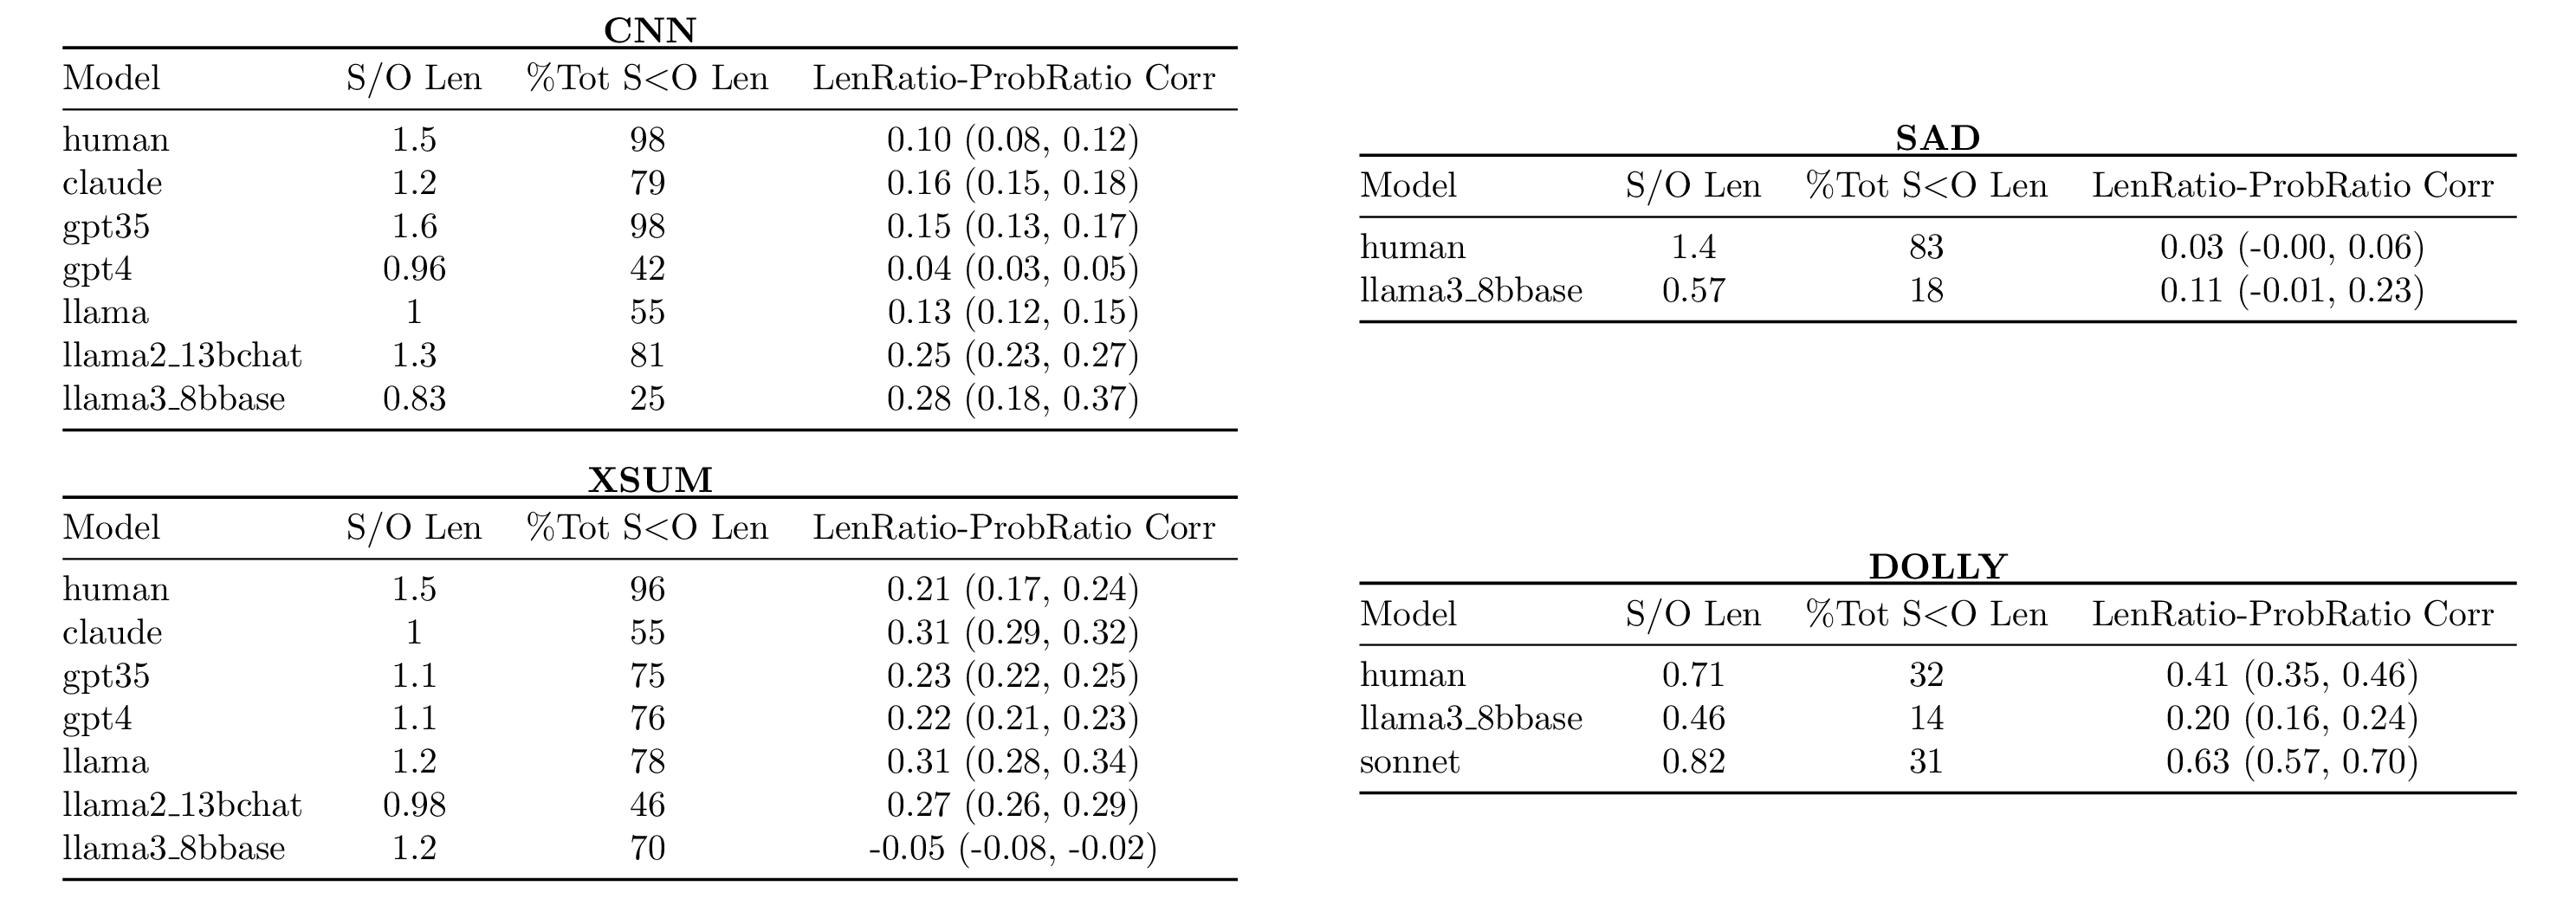 CNN
Model S/O Len %Tot S<O Len LenRatio-ProbRatio Corr
human 1.5 98 0.10 (0.08, 0.12)
claude 1.2 79 0.16 (0.15, 0.18)
gpt35 1.6 98 0.15 (0.13, 0.17)
gpt4 0.96 42 0.04 (0.03, 0.05)
llama 1 55 0.13 (0.12, 0.15)
llama2_13bchat 1.3 81 0.25 (0.23, 0.27)
llama3_8bbase 0.83 25 0.28 (0.18, 0.37)
XSUM
Model S/O Len %Tot S<O Len LenRatio-ProbRatio Corr
human 1.5 96 0.21 (0.17, 0.24)
claude 1 55 0.31 (0.29, 0.32)
gpt35 1.1 75 0.23 (0.22, 0.25)
gpt4 1.1 76 0.22 (0.21, 0.23)
llama 1.2 78 0.31 (0.28, 0.34)
llama2_13bchat 0.98 46 0.27 (0.26, 0.29)
llama3_8bbase 1.2 70 -0.05 (-0.08, -0.02)
SAD
Model S/O Len %Tot S<O Len LenRatio-ProbRatio Corr
human 1.4 83 0.03 (-0.00, 0.06)
llama3_8bbase 0.57 18 0.11 (-0.01, 0.23)
DOLLY
Model S/O Len %Tot S<O Len LenRatio-ProbRatio Corr
human 0.71 32 0.41 (0.35, 0.46)
llama3_8bbase 0.46 14 0.20 (0.16, 0.24)
sonnet 0.82 31 0.63 (0.57, 0.70)